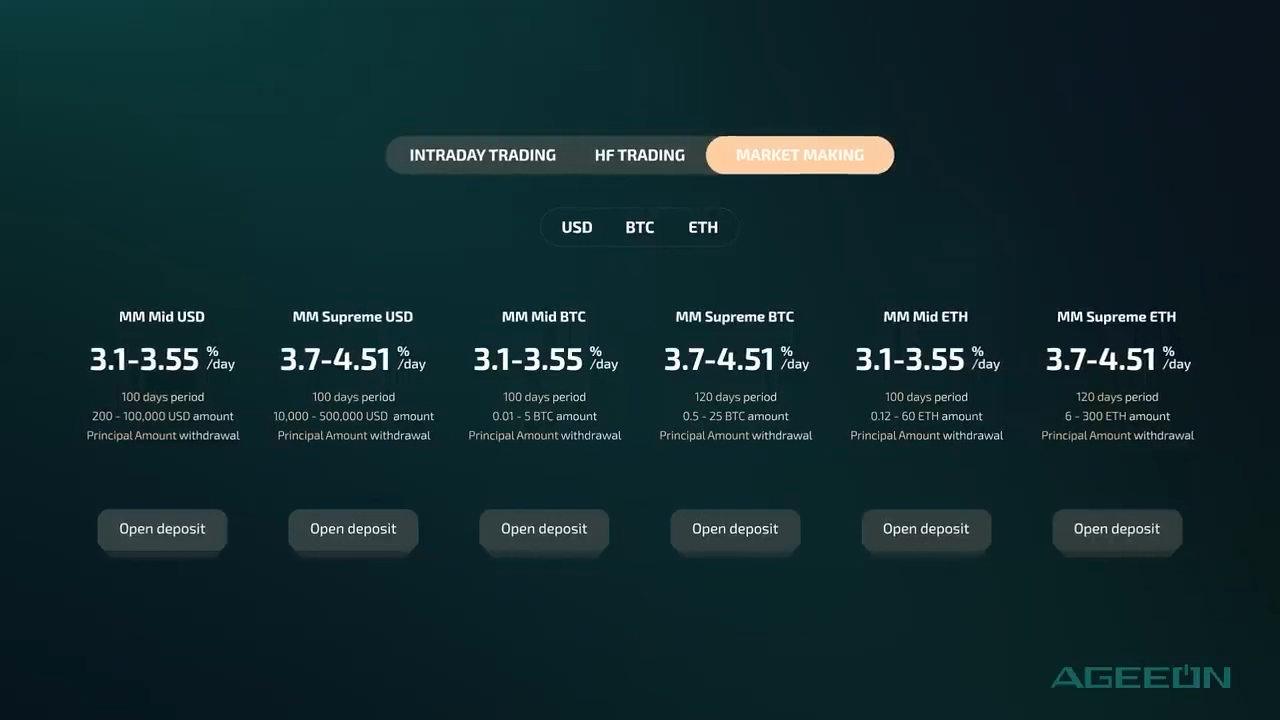 INTRADAY TRADING HF TRADING MARKET MAKING
USD BTC ETH
MM Mid USD MM Supreme USD MM Mid BTC MM Supreme BTC MM Mid ETH MM Supreme ETH
3.1-3.55 %/day 3.7-4.51 %/day 3.1-3.55 %/day 3.7-4.51 %/day 3.1-3.55 %/day 3.7-4.51 %/day
100 days period 100 days period 100 days period 120 days period 100 days period 120 days period
200 - 100,000 USD amount 10,000 - 500,000 USD amount 0.01 - 5 BTC amount 0.5 - 25 BTC amount 0.12 - 60 ETH amount 6 - 300 ETH amount
Principal Amount withdrawal Principal Amount withdrawal Principal Amount withdrawal Principal Amount withdrawal Principal Amount withdrawal Principal Amount withdrawal
Open deposit Open deposit Open deposit Open deposit Open deposit Open deposit
AGEEON